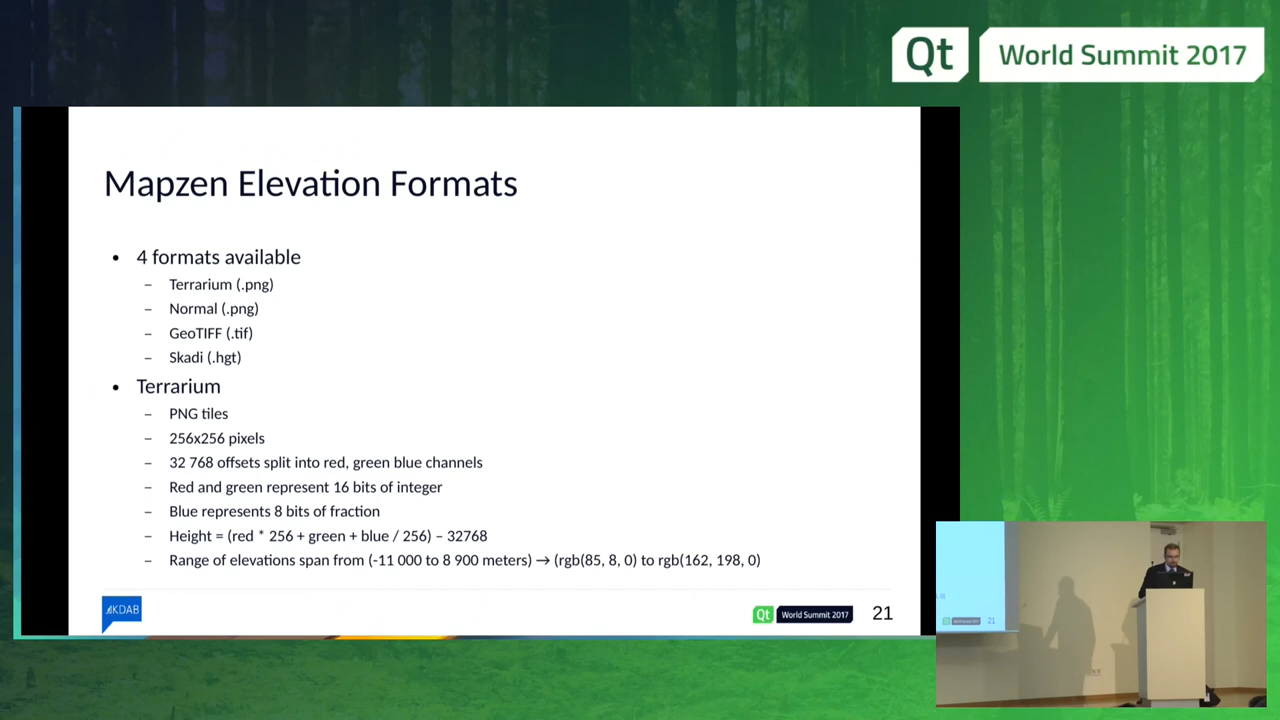 Qt World Summit 2017
Mapzen Elevation Formats
• 4 formats available
– Terrarium (.png)
– Normal (.png)
– GeoTIFF (.tif)
– Skadi (.hgt)
• Terrarium
– PNG tiles
– 256x256 pixels
– 32 768 offsets split into red, green blue channels
– Red and green represent 16 bits of integer
– Blue represents 8 bits of fraction
– Height = (red * 256 + green + blue / 256) – 32768
– Range of elevations span from (-11 000 to 8 900 meters) → (rgb(85, 8, 0) to rgb(162, 198, 0)
KDAB
Qt World Summit 2017
21
21